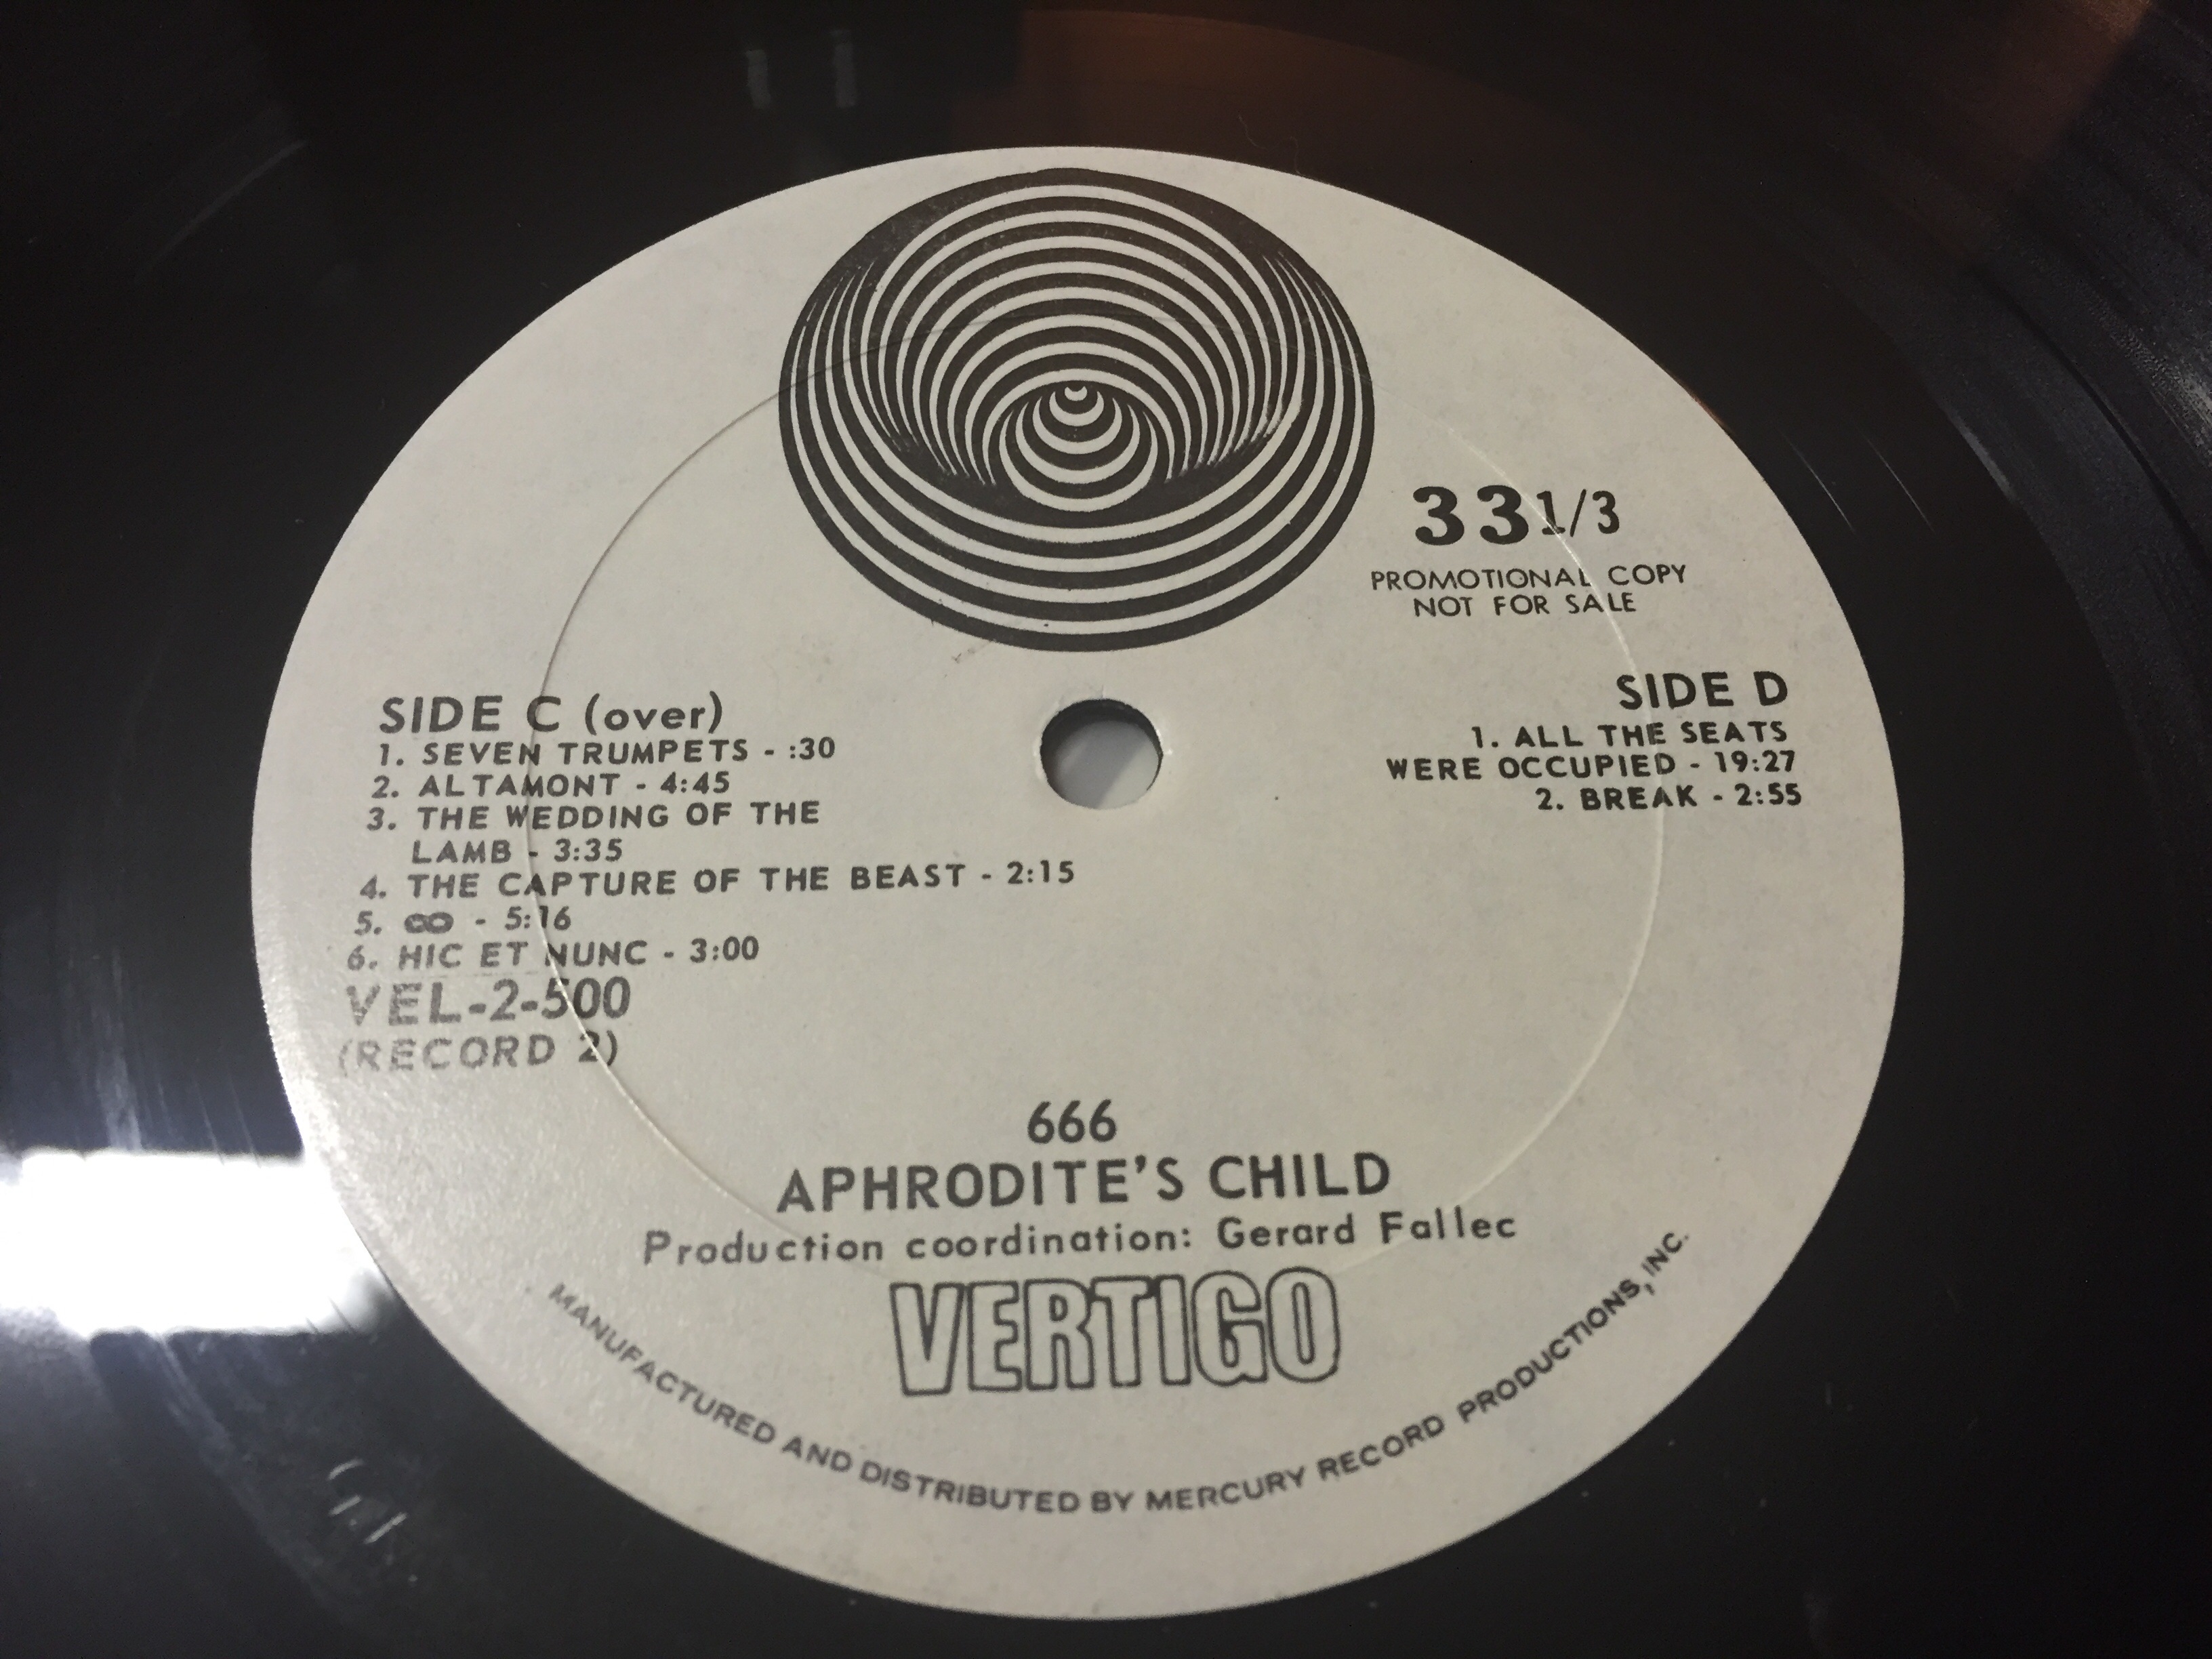 33 1/3
PROMOTIONAL COPY
NOT FOR SALE
SIDE C (over)
1. SEVEN TRUMPETS - :30
2. ALTAMONT - 4:45
3. THE WEDDING OF THE
LAMB - 3:35
4. THE CAPTURE OF THE BEAST - 2:15
5. ∞ - 5:16
6. HIC ET NUNC - 3:00
VEL-2-500
(RECORD 2)
SIDE D
1. ALL THE SEATS
WERE OCCUPIED - 19:27
2. BREAK - 2:55
666
APHRODITE'S CHILD
Production coordination: Gerard Fallec
VERTIGO
MANUFACTURED AND DISTRIBUTED BY MERCURY RECORD PRODUCTIONS, INC.